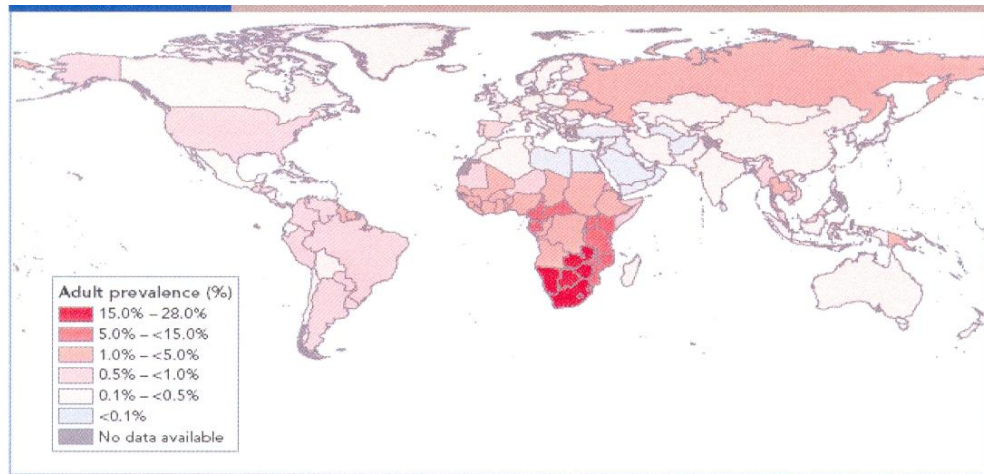 Adult prevalence (%)
15.0% – 28.0%
5.0% – <15.0%
1.0% – <5.0%
0.5% – <1.0%
0.1% – <0.5%
<0.1%
No data available